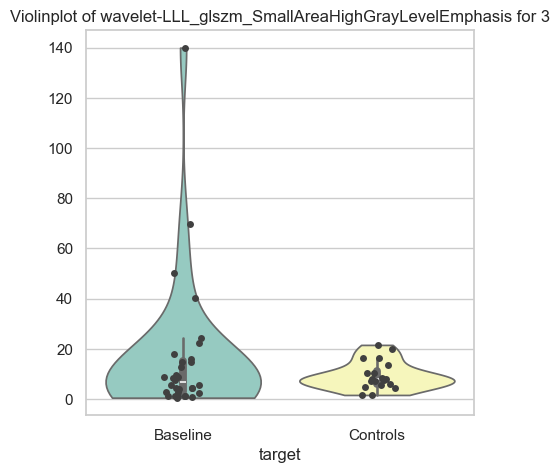 Violinplot of wavelet-LLL_glszm_SmallAreaHighGrayLevelEmphasis for 3
140
120
100
80
60
40
20
0
Baseline Controls
target